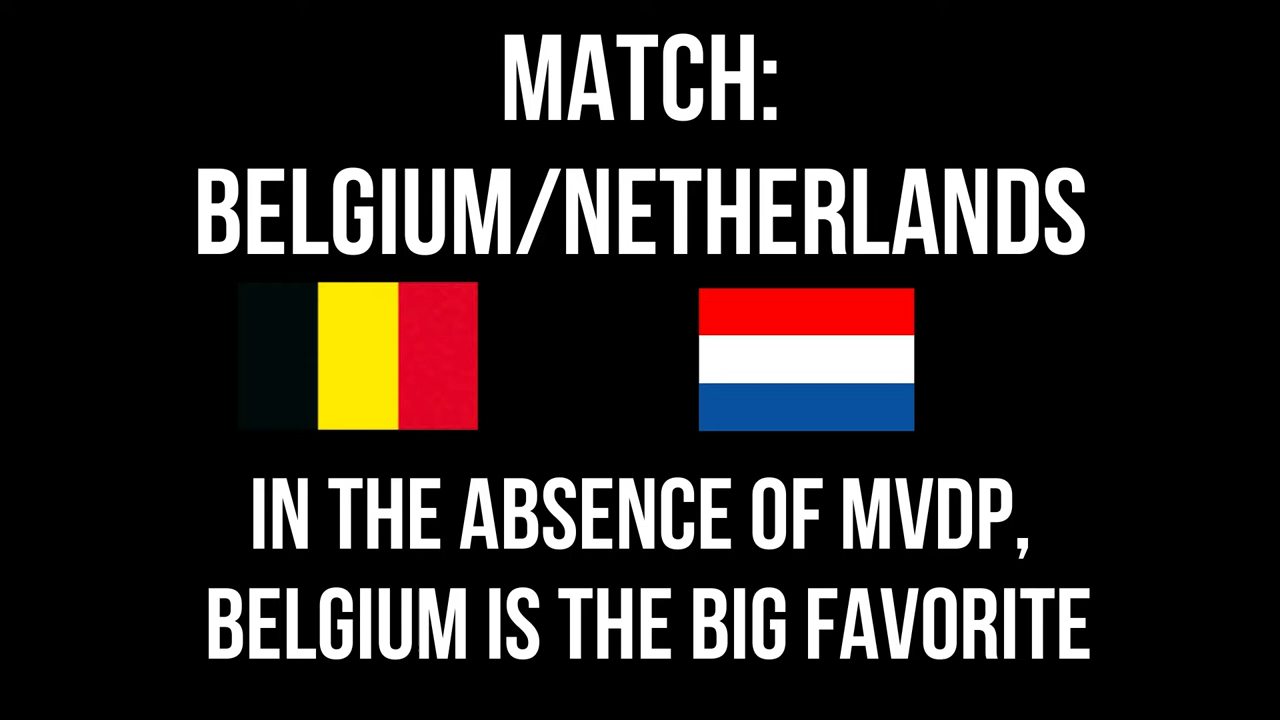 MATCH:
BELGIUM/NETHERLANDS
IN THE ABSENCE OF MVDP,
BELGIUM IS THE BIG FAVORITE